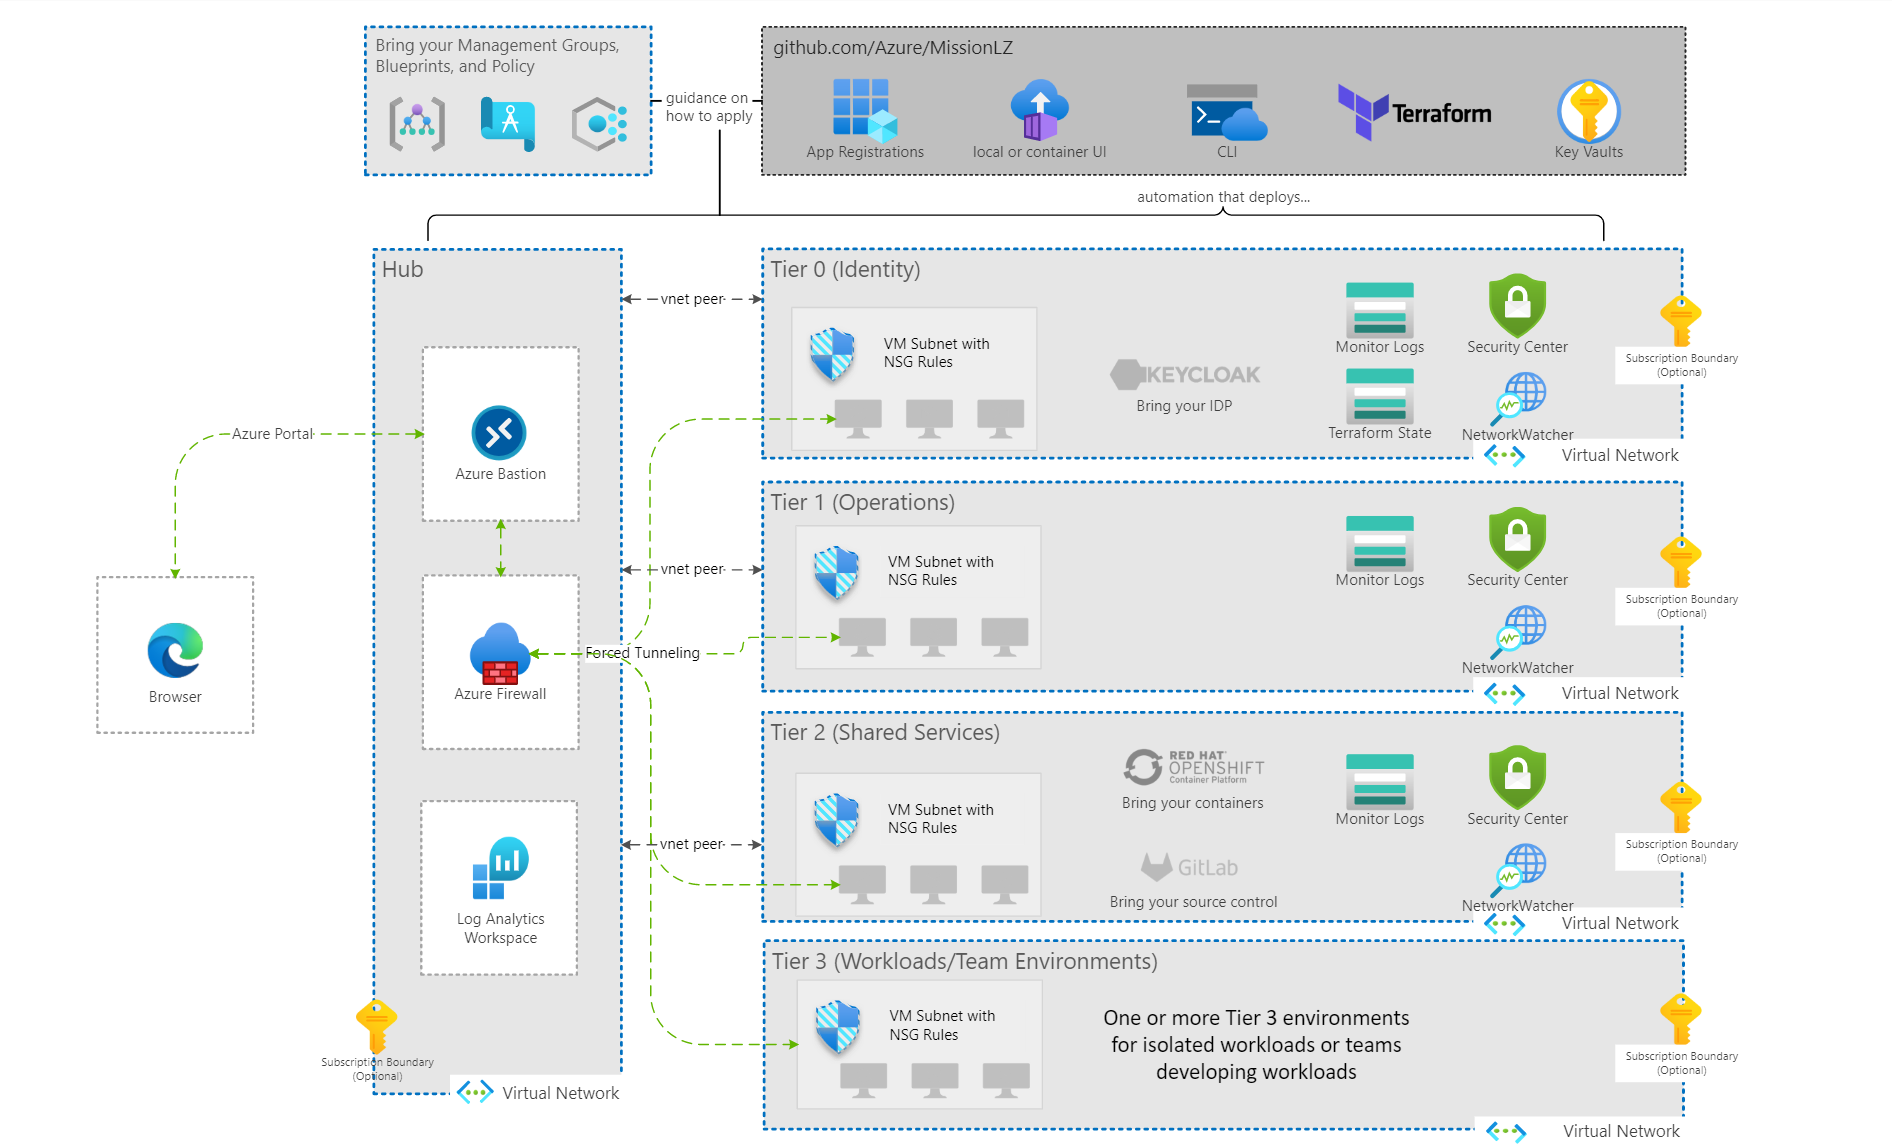 Bring your Management Groups,
Blueprints, and Policy
guidance on
how to apply
github.com/Azure/MissionLZ
App Registrations
local or container UI
CLI
Terraform
Key Vaults
automation that deploys...
Hub
Azure Bastion
Azure Portal
Browser
Azure Firewall
Forced Tunneling
Log Analytics
Workspace
Subscription Boundary
(Optional)
Virtual Network
vnet peer
vnet peer
vnet peer
Tier 0 (Identity)
VM Subnet with
NSG Rules
KEYCLOAK
Bring your IDP
Monitor Logs
Security Center
Terraform State
NetworkWatcher
Subscription Boundary
(Optional)
Virtual Network
Tier 1 (Operations)
VM Subnet with
NSG Rules
Monitor Logs
Security Center
NetworkWatcher
Subscription Boundary
(Optional)
Virtual Network
Tier 2 (Shared Services)
VM Subnet with
NSG Rules
RED HAT
OPENSHIFT
Container Platform
Bring your containers
GitLab
Bring your source control
Monitor Logs
Security Center
NetworkWatcher
Subscription Boundary
(Optional)
Virtual Network
Tier 3 (Workloads/Team Environments)
VM Subnet with
NSG Rules
One or more Tier 3 environments
for isolated workloads or teams
developing workloads
Subscription Boundary
(Optional)
Virtual Network